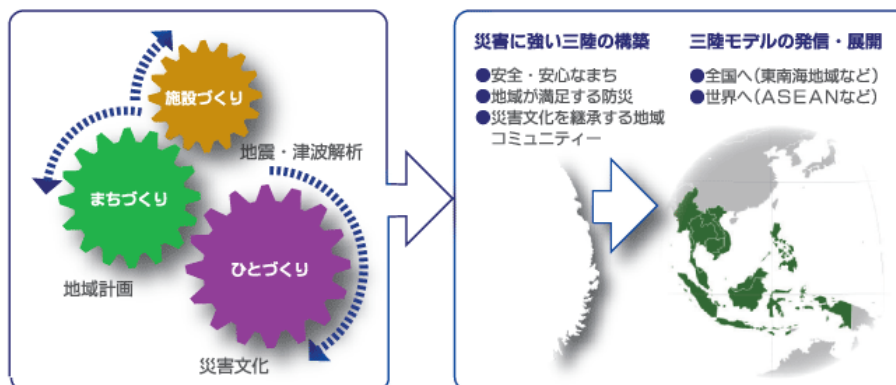 施設づくり
地震・津波解析
まちづくり
地域計画
ひとづくり
災害文化
災害に強い三陸の構築
●安全・安心なまち
●地域が満足する防災
●災害文化を継承する地域
コミュニティー
三陸モデルの発信・展開
●全国へ(東南海地域など)
●世界へ(ASEANなど)